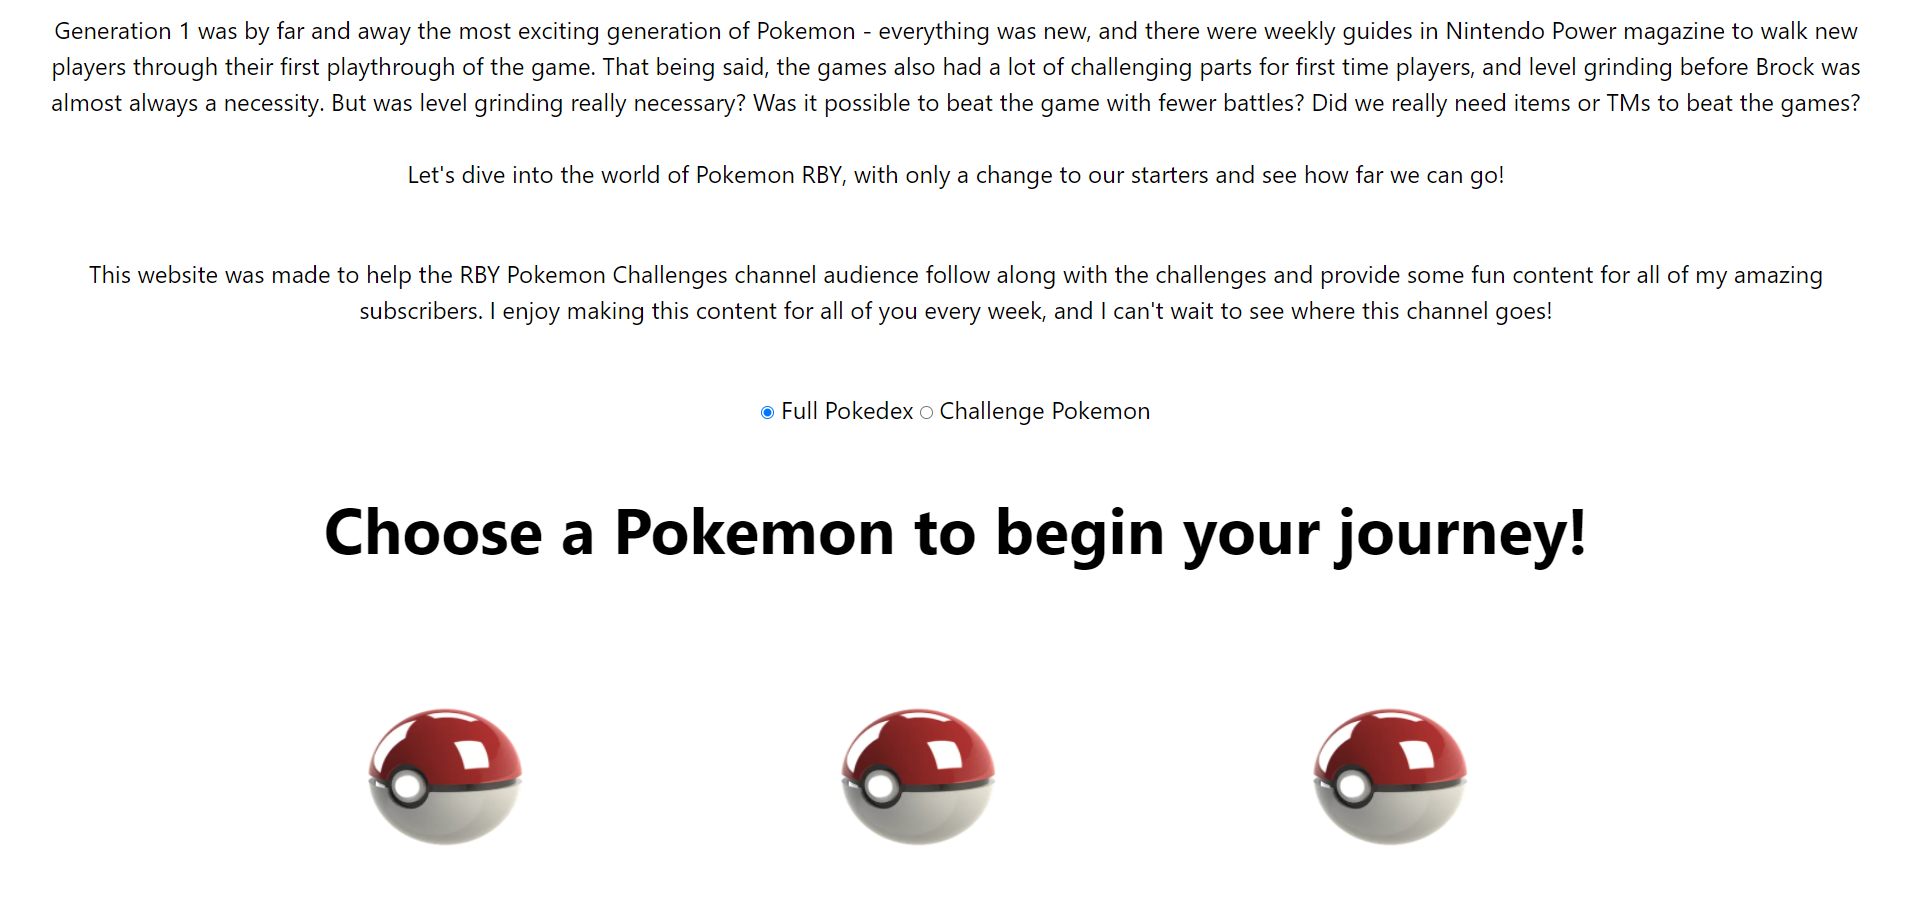 Generation 1 was by far and away the most exciting generation of Pokemon - everything was new, and there were weekly guides in Nintendo Power magazine to walk new
players through their first playthrough of the game. That being said, the games also had a lot of challenging parts for first time players, and level grinding before Brock was
almost always a necessity. But was level grinding really necessary? Was it possible to beat the game with fewer battles? Did we really need items or TMs to beat the games?
Let's dive into the world of Pokemon RBY, with only a change to our starters and see how far we can go!
This website was made to help the RBY Pokemon Challenges channel audience follow along with the challenges and provide some fun content for all of my amazing
subscribers. I enjoy making this content for all of you every week, and I can't wait to see where this channel goes!
Full Pokedex Challenge Pokemon
Choose a Pokemon to begin your journey!